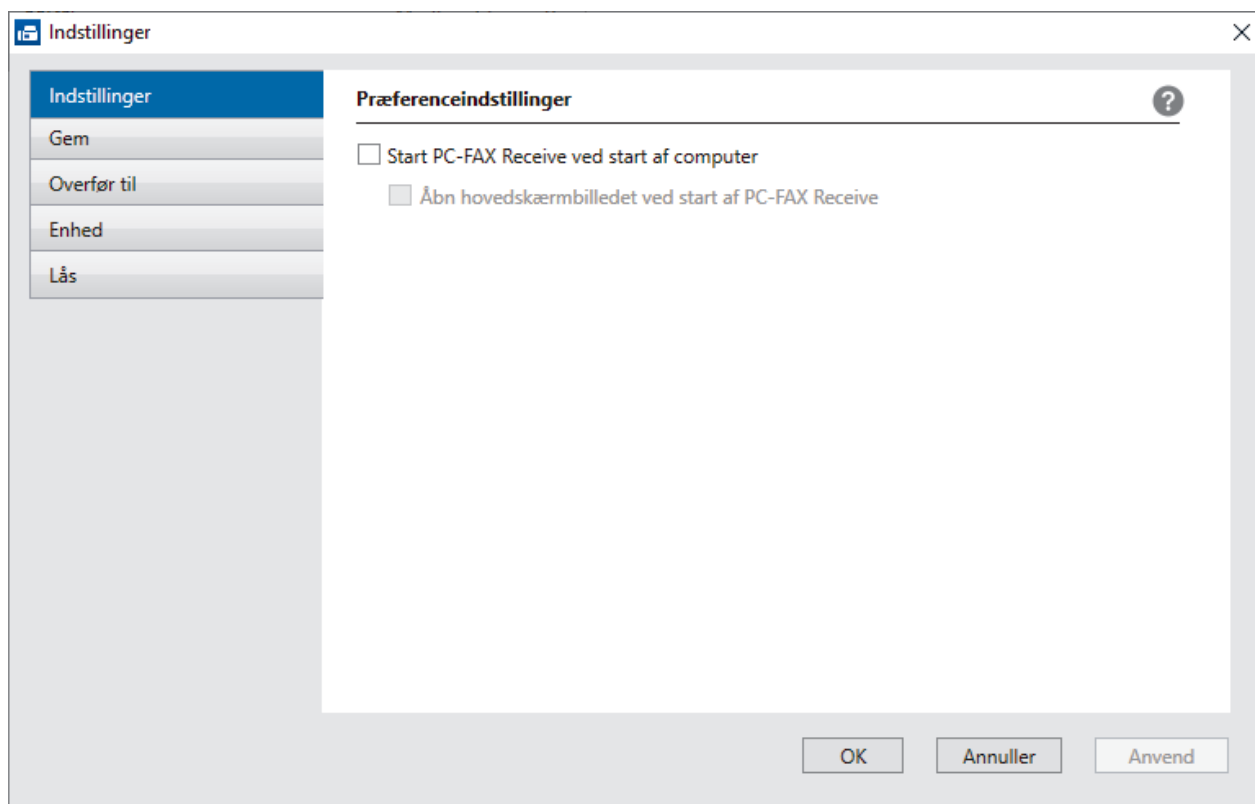 Indstillinger
Indstillinger
Gem
Overfør til
Enhed
Lås
Præferenceindstillinger
?
Start PC-FAX Receive ved start af computer
Åbn hovedskærmbilledet ved start af PC-FAX Receive
OK
Annuller
Anvend